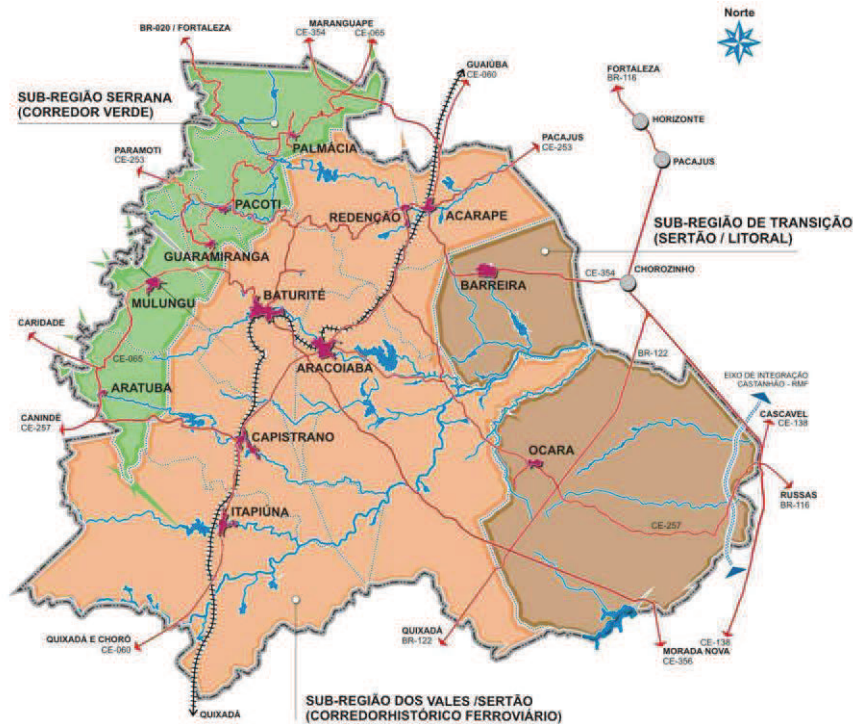 Norte
BR-020 / FORTALEZA
MARANGUAPE
CE-354
CE-065
GUAIÚBA
CE-060
FORTALEZA
BR-116
HORIZONTE
PACAJUS
SUB-REGIÃO SERRANA
(CORREDOR VERDE)
PARAMOTI
CE-253
PALMÁCIA
PACAJUS
CE-253
PACOTI
REDENÇÃO
ACARAPE
SUB-REGIÃO DE TRANSIÇÃO
(SERTÃO / LITORAL)
GUARAMIRANGA
CE-354
CHOROZINHO
MULUNGU
BATURITÉ
BARREIRA
CARIDADE
CE-065
ARACOIABA
BR-122
EIXO DE INTEGRAÇÃO
CASTANHÃO - RMF
ARATUBA
CANINDÉ
CE-257
CASCAVEL
CE-138
CAPISTRANO
OCARA
RUSSAS
BR-116
ITAPIÚNA
CE-257
QUIXADÁ E CHORÓ
CE-060
QUIXADÁ
BR-122
CE-138
MORADA NOVA
CE-356
SUB-REGIÃO DOS VALES /SERTÃO
(CORREDORHISTÓRICO FERROVIÁRIO)
QUIXADÁ